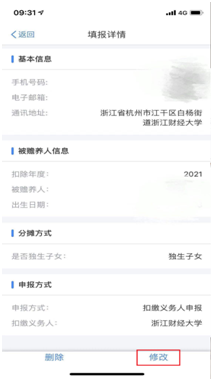 09:31
4G
返回
填报详情
基本信息
手机号码:
电子邮箱:
通讯地址: 浙江省杭州市江干区白杨街
道浙江财经大学
被赡养人信息
扣除年度: 2021
被赡养人:
出生日期:
分摊方式
是否独生子女: 独生子女
申报方式
申报方式: 扣缴义务人申报
扣缴义务人: 浙江财经大学
删除
修改